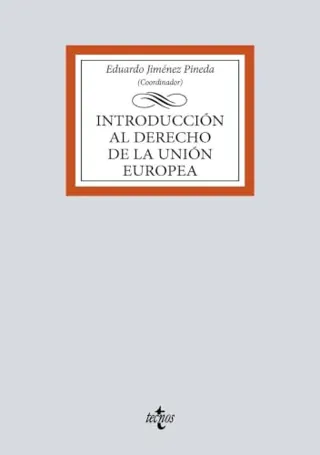 Eduardo Jiménez Pineda
(Coordinador)
INTRODUCCIÓN
AL DERECHO
DE LA UNIÓN
EUROPEA
tecnos